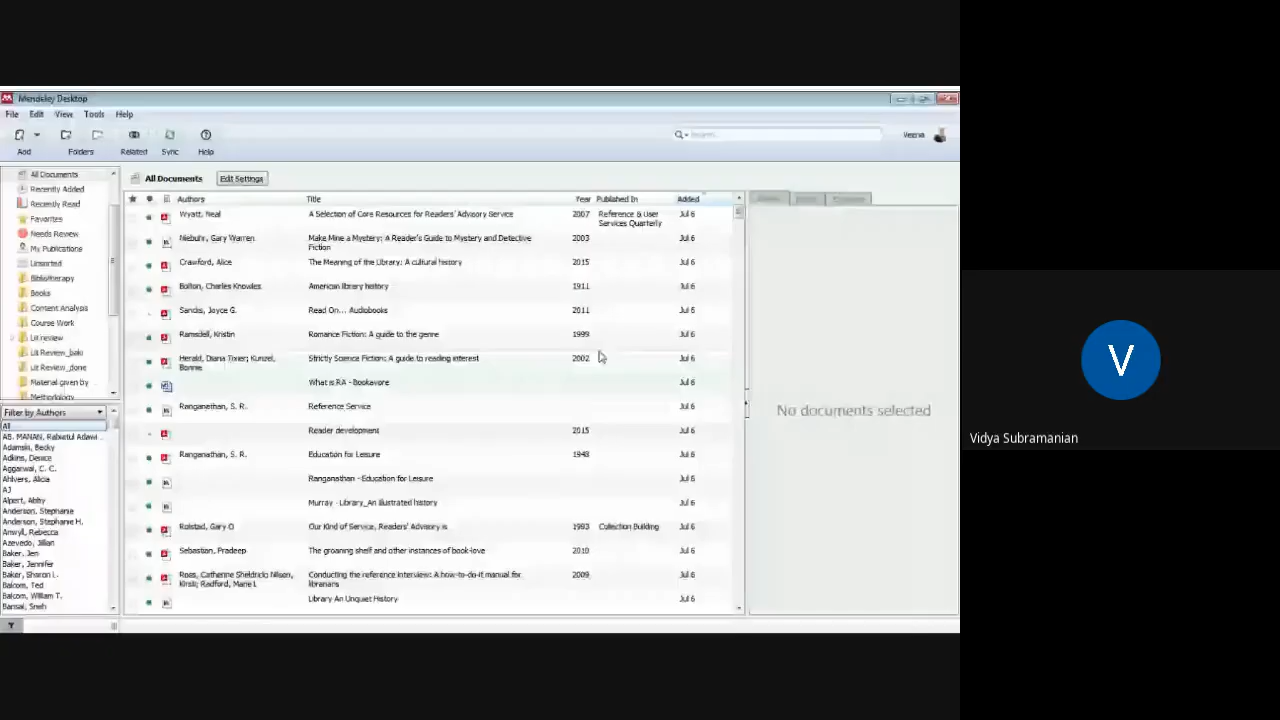 Mendeley Desktop
File Edit View Tools Help
Add Folders Related Sync Help
Search...
Veena
All Documents
Recently Added
Recently Read
Favorites
Needs Review
My Publications
Unsorted
Bibliotherapy
Books
Content Analysis
Course Work
Lit review
Lit Review_baki
Lit Review_done
Material given by
Methodology
Filter by Authors
All
AB. MANAN, Rabiatul Adawi...
Adamski, Becky
Adkins, Denice
Aggarwal, C. C.
Ahlvers, Alicia
AJ
Alpert, Abby
Anderson, Stephanie
Anderson, Stephanie H.
Anwyll, Rebecca
Azevedo, Jillian
Baker, Jen
Baker, Jennifer
Baker, Sharon L.
Balcom, Ted
Balcom, William T.
Bansal, Sneh
All Documents Edit Settings
Authors Title Year Published In Added
Wyatt, Neal A Selection of Core Resources for Readers' Advisory Service 2007 Reference & User Services Quarterly Jul 6
Niebuhr, Gary Warren Make Mine a Mystery: A Reader's Guide to Mystery and Detective Fiction 2003 Jul 6
Crawford, Alice The Meaning of the Library: A cultural history 2015 Jul 6
Bolton, Charles Knowles American library history 1911 Jul 6
Sandra, Joyce G. Read On... Audiobooks 2011 Jul 6
Ramsdell, Kristin Romance Fiction: A guide to the genre 1999 Jul 6
Herald, Diana Tixier; Kunzel, Bonnie Strictly Science Fiction: A guide to reading interest 2002 Jul 6
What is RA - Bookavore Jul 6
Ranganathan, S. R. Reference Service Jul 6
Reader development 2015 Jul 6
Ranganathan, S. R. Education for Leisure 1948 Jul 6
Ranganathan - Education for Leisure Jul 6
Murray - Library_An illustrated history Jul 6
Rolstad, Gary O Our Kind of Service, Readers' Advisory is 1993 Collection Building Jul 6
Sebastian, Pradeep The groaning shelf and other instances of book-love 2010 Jul 6
Ross, Catherine Sheldrick; Nilsen, Kirsti; Radford, Marie L Conducting the reference interview: A how-to-do-it manual for librarians 2009 Jul 6
Library An Unquiet History Jul 6
No documents selected
V
Vidya Subramanian